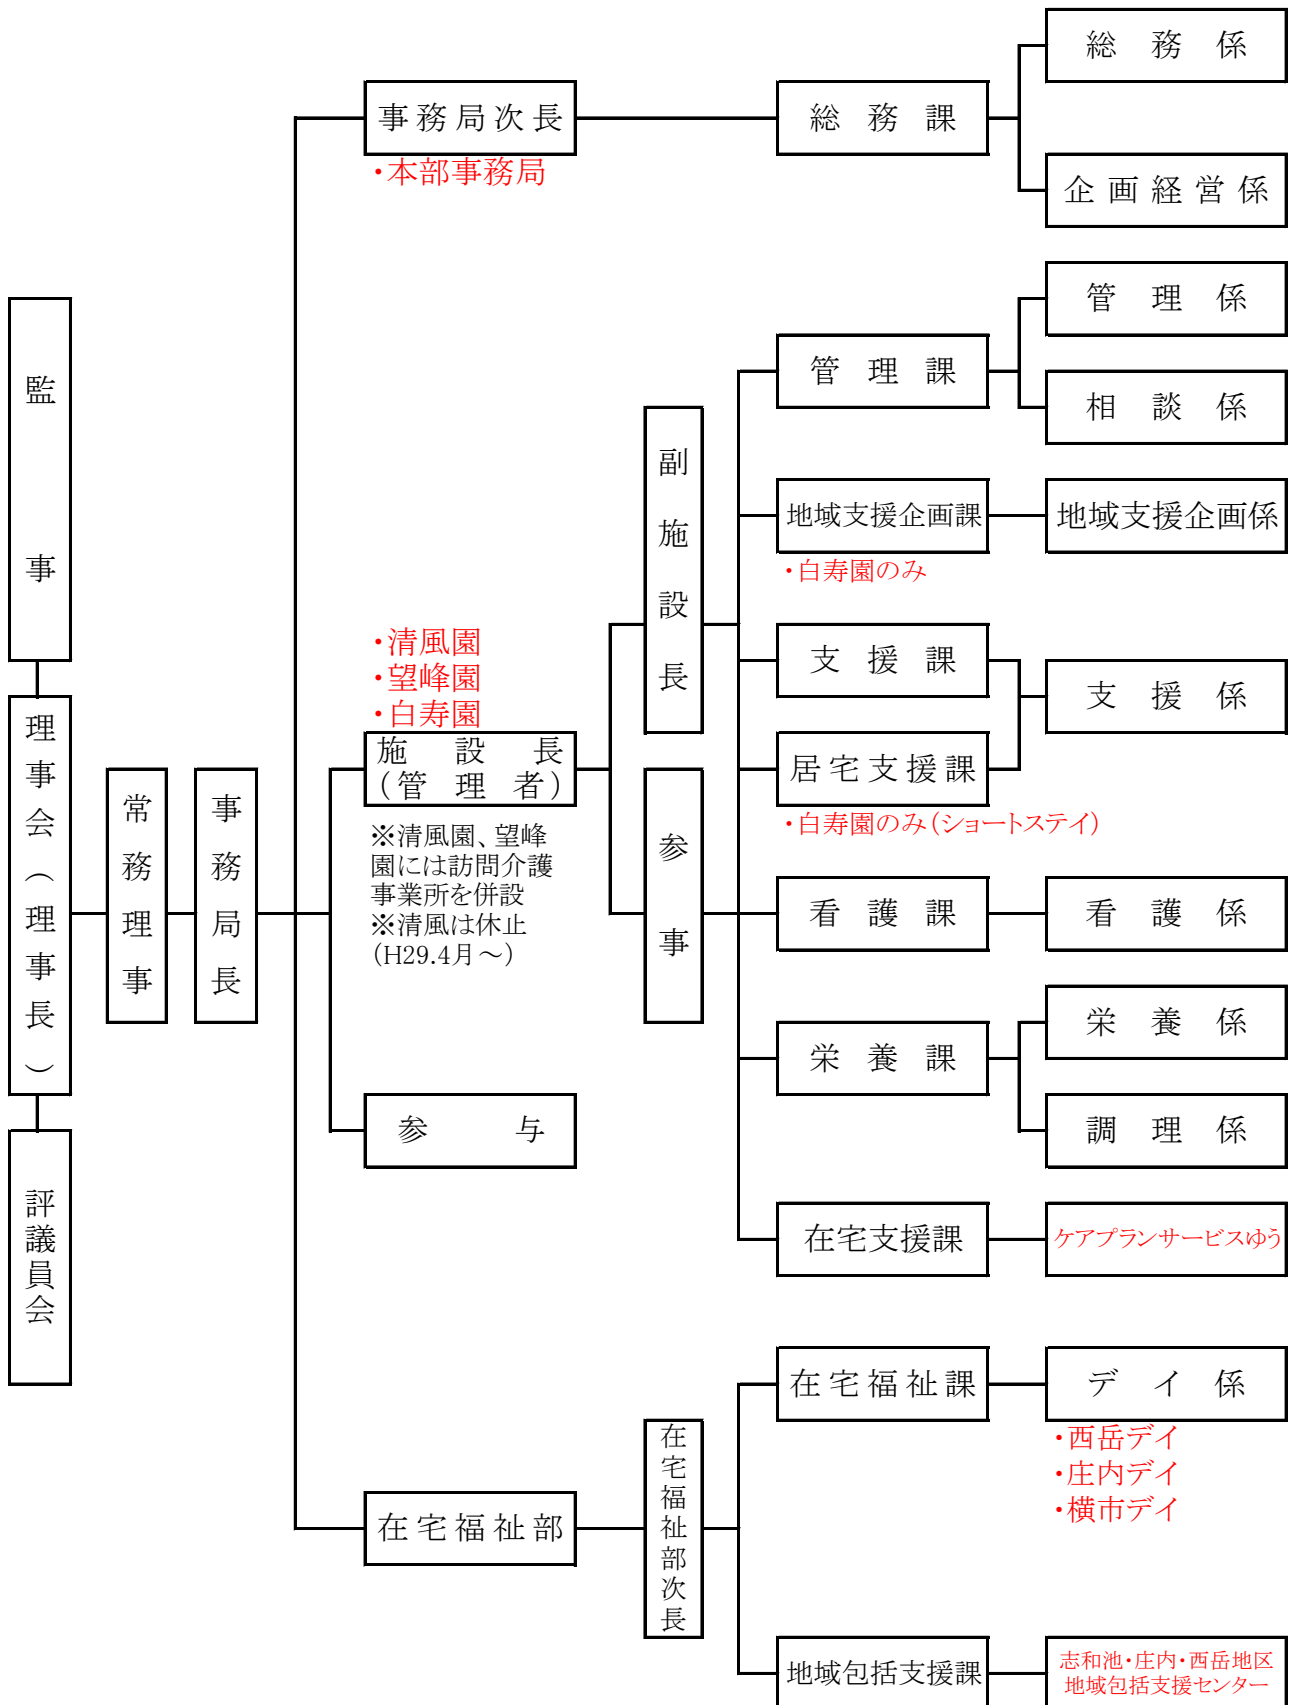 監事
理事会（理事長）
評議員会
常務理事
事務局長
事務局次長
・本部事務局
総務課
総務係
企画経営係
・清風園
・望峰園
・白寿園
施設長
（管理者）
※清風園、望峰
園には訪問介護
事業所を併設
※清風は休止
（H29.4月～）
参与
副施設長
参事
管理課
管理係
相談係
地域支援企画課
・白寿園のみ
地域支援企画係
支援課
居宅支援課
・白寿園のみ（ショートステイ）
支援係
看護課
看護係
栄養課
栄養係
調理係
在宅支援課
ケアプランサービスゆう
在宅福祉部
在宅福祉部次長
在宅福祉課
デイ係
・西岳デイ
・庄内デイ
・横市デイ
地域包括支援課
志和池・庄内・西岳地区
地域包括支援センター